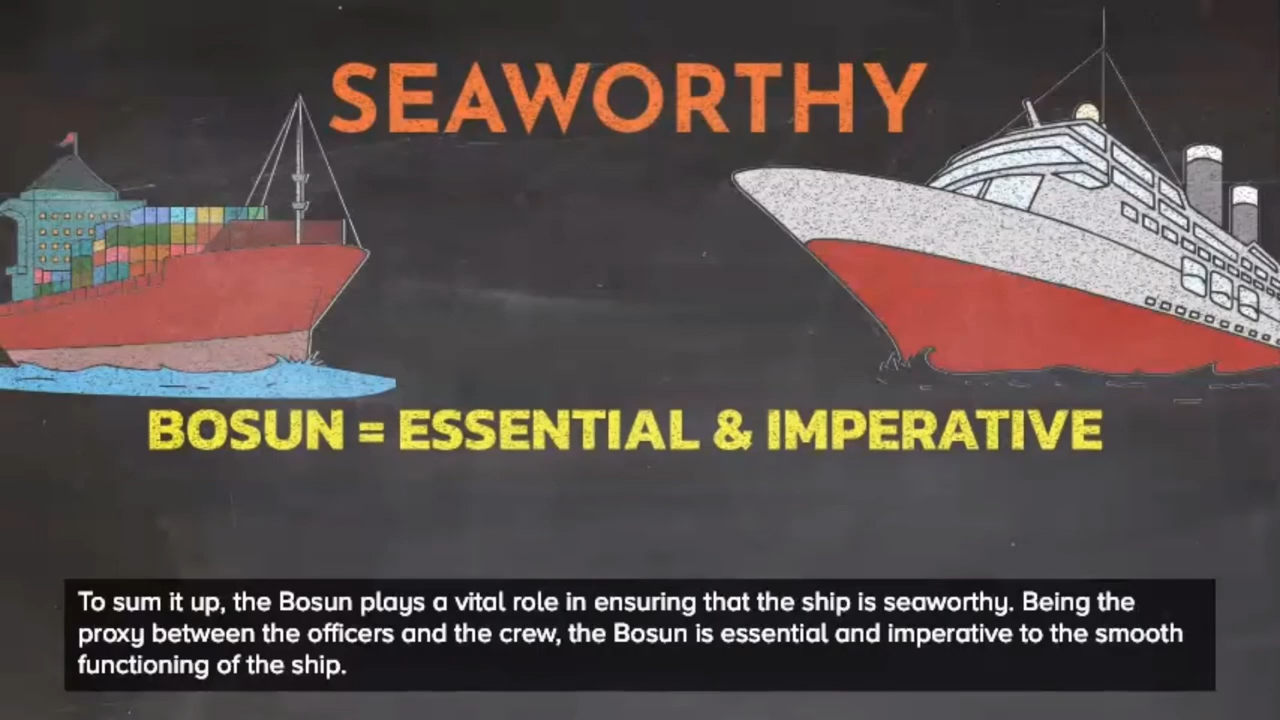 SEAWORTHY
BOSUN = ESSENTIAL & IMPERATIVE
To sum it up, the Bosun plays a vital role in ensuring that the ship is seaworthy. Being the
proxy between the officers and the crew, the Bosun is essential and imperative to the smooth
functioning of the ship.